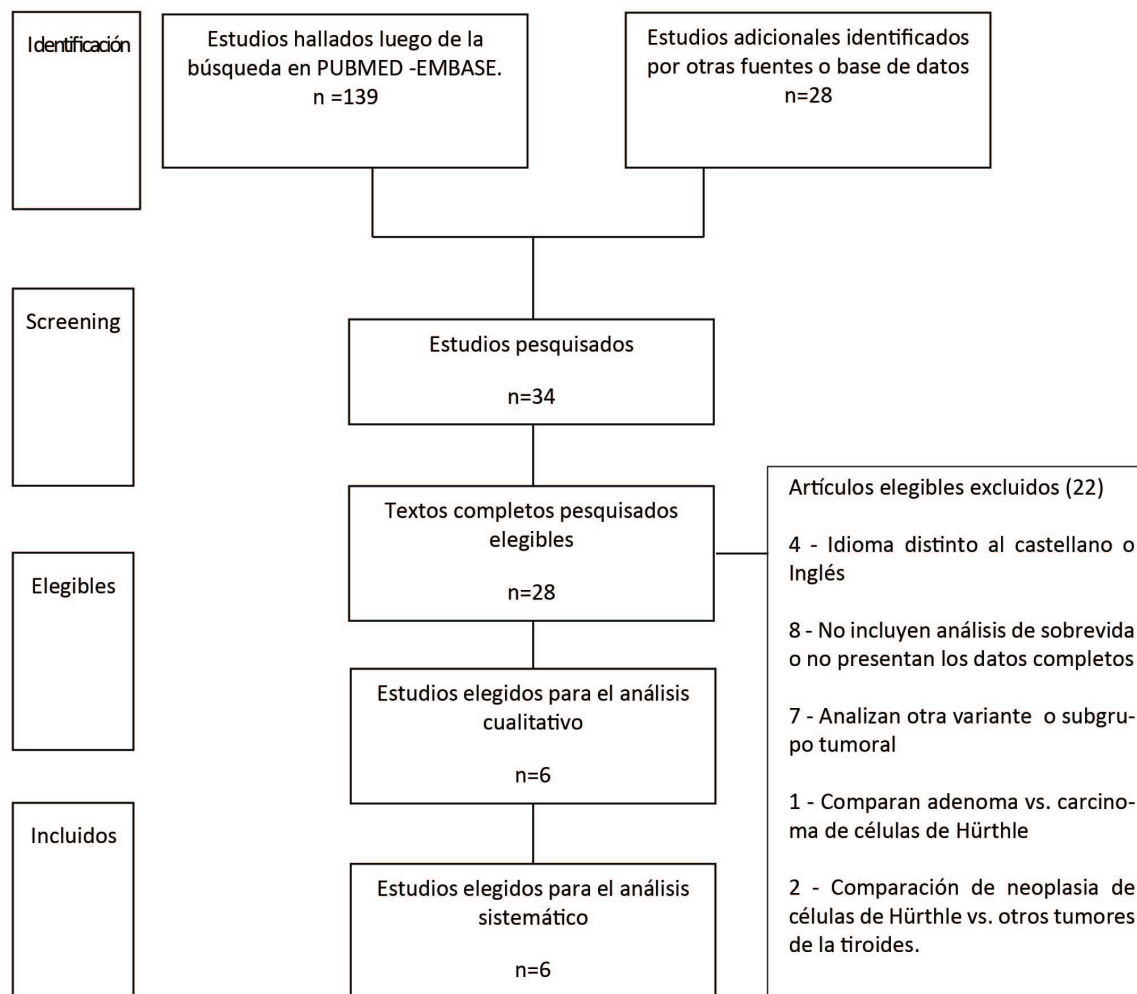 Identificación
Estudios hallados luego de la
búsqueda en PUBMED -EMBASE.
n =139
Estudios adicionales identificados
por otras fuentes o base de datos
n=28
Screening
Estudios pesquisados
n=34
Textos completos pesquisados
elegibles
n=28
Artículos elegibles excluidos (22)
4 - Idioma distinto al castellano o
Inglés
8 - No incluyen análisis de sobrevida
o no presentan los datos completos
7 - Analizan otra variante o subgru-
po tumoral
1 - Comparan adenoma vs. carcino-
ma de células de Hürthle
2 - Comparación de neoplasia de
células de Hürthle vs. otros tumores
de la tiroides.
Elegibles
Estudios elegidos para el análisis
cualitativo
n=6
Incluidos
Estudios elegidos para el análisis
sistemático
n=6